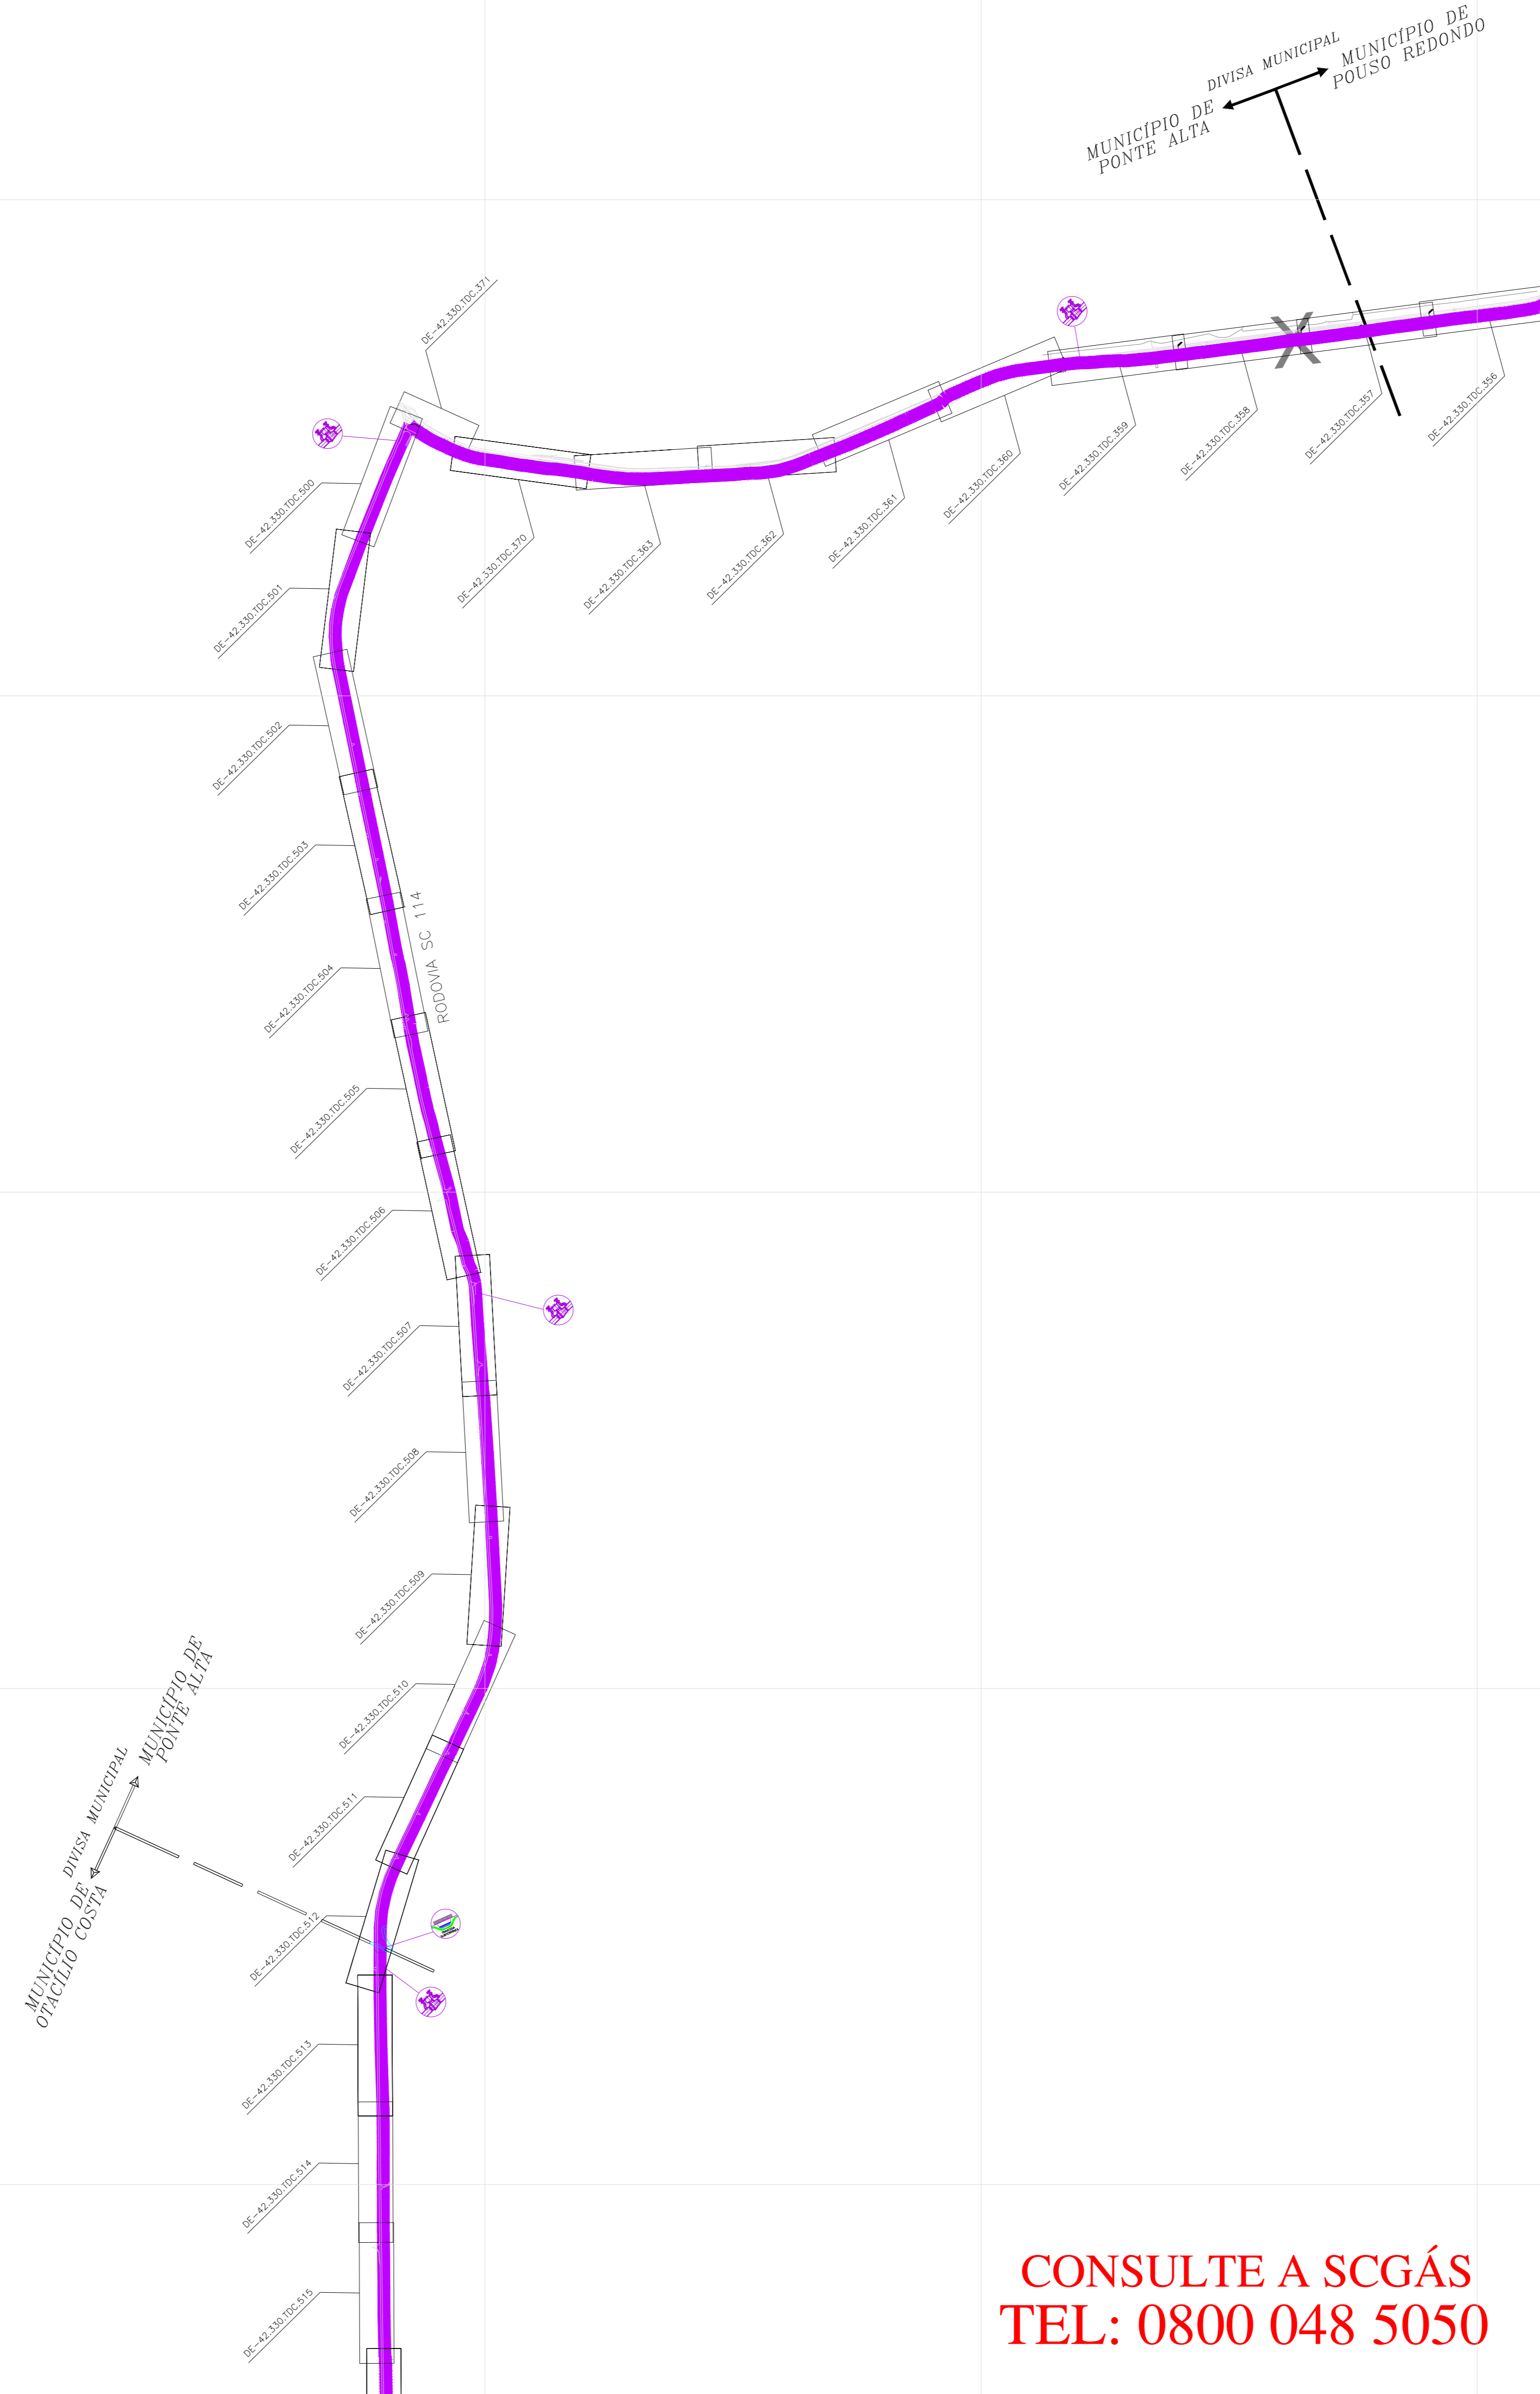 DIVISA MUNICIPAL
MUNICÍPIO DE
POUSO REDONDO
MUNICÍPIO DE
PONTE ALTA
DE-42.330.TDC.371
DE-42.330.TDC.356
DE-42.330.TDC.357
DE-42.330.TDC.358
DE-42.330.TDC.359
DE-42.330.TDC.360
DE-42.330.TDC.361
DE-42.330.TDC.362
DE-42.330.TDC.363
DE-42.330.TDC.370
DE-42.330.TDC.500
DE-42.330.TDC.501
DE-42.330.TDC.502
DE-42.330.TDC.503
RODOVIA SC 114
DE-42.330.TDC.504
DE-42.330.TDC.505
DE-42.330.TDC.506
DE-42.330.TDC.507
DE-42.330.TDC.508
DE-42.330.TDC.509
DE-42.330.TDC.510
MUNICÍPIO DE
PONTE ALTA
DIVISA MUNICIPAL
MUNICÍPIO DE
OTACÍLIO COSTA
DE-42.330.TDC.511
DE-42.330.TDC.512
DE-42.330.TDC.513
DE-42.330.TDC.514
DE-42.330.TDC.515
CONSULTE A SCGÁS
TEL: 0800 048 5050